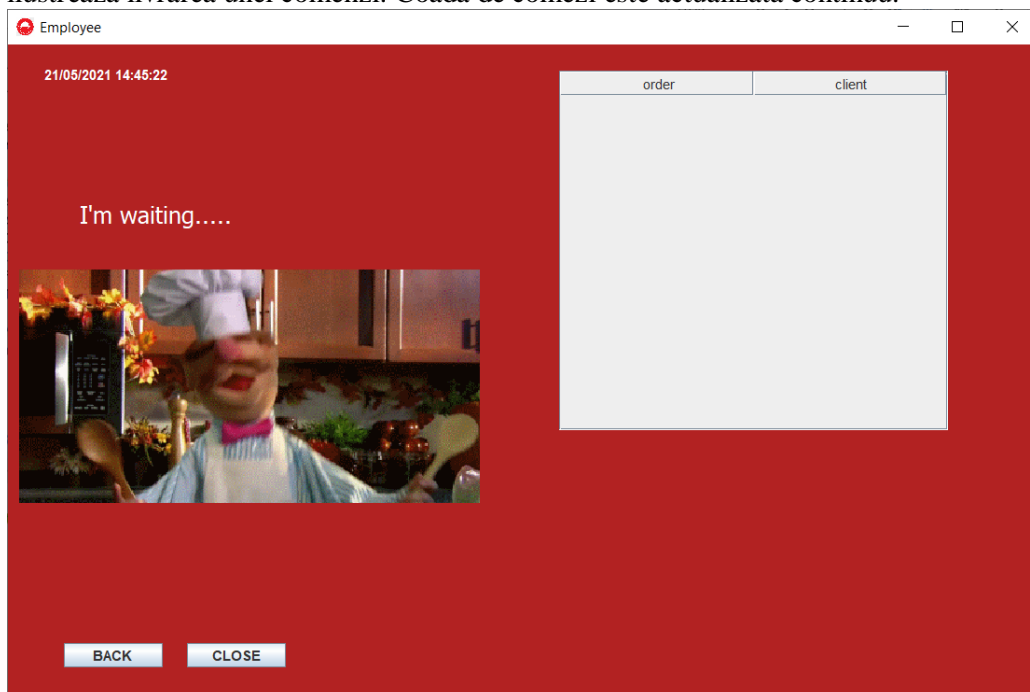 ilustrează livrarea unei comenzi. Coada de comezi este actualizată continuu.
Employee
21/05/2021 14:45:22
order client
I'm waiting.....
BACK CLOSE